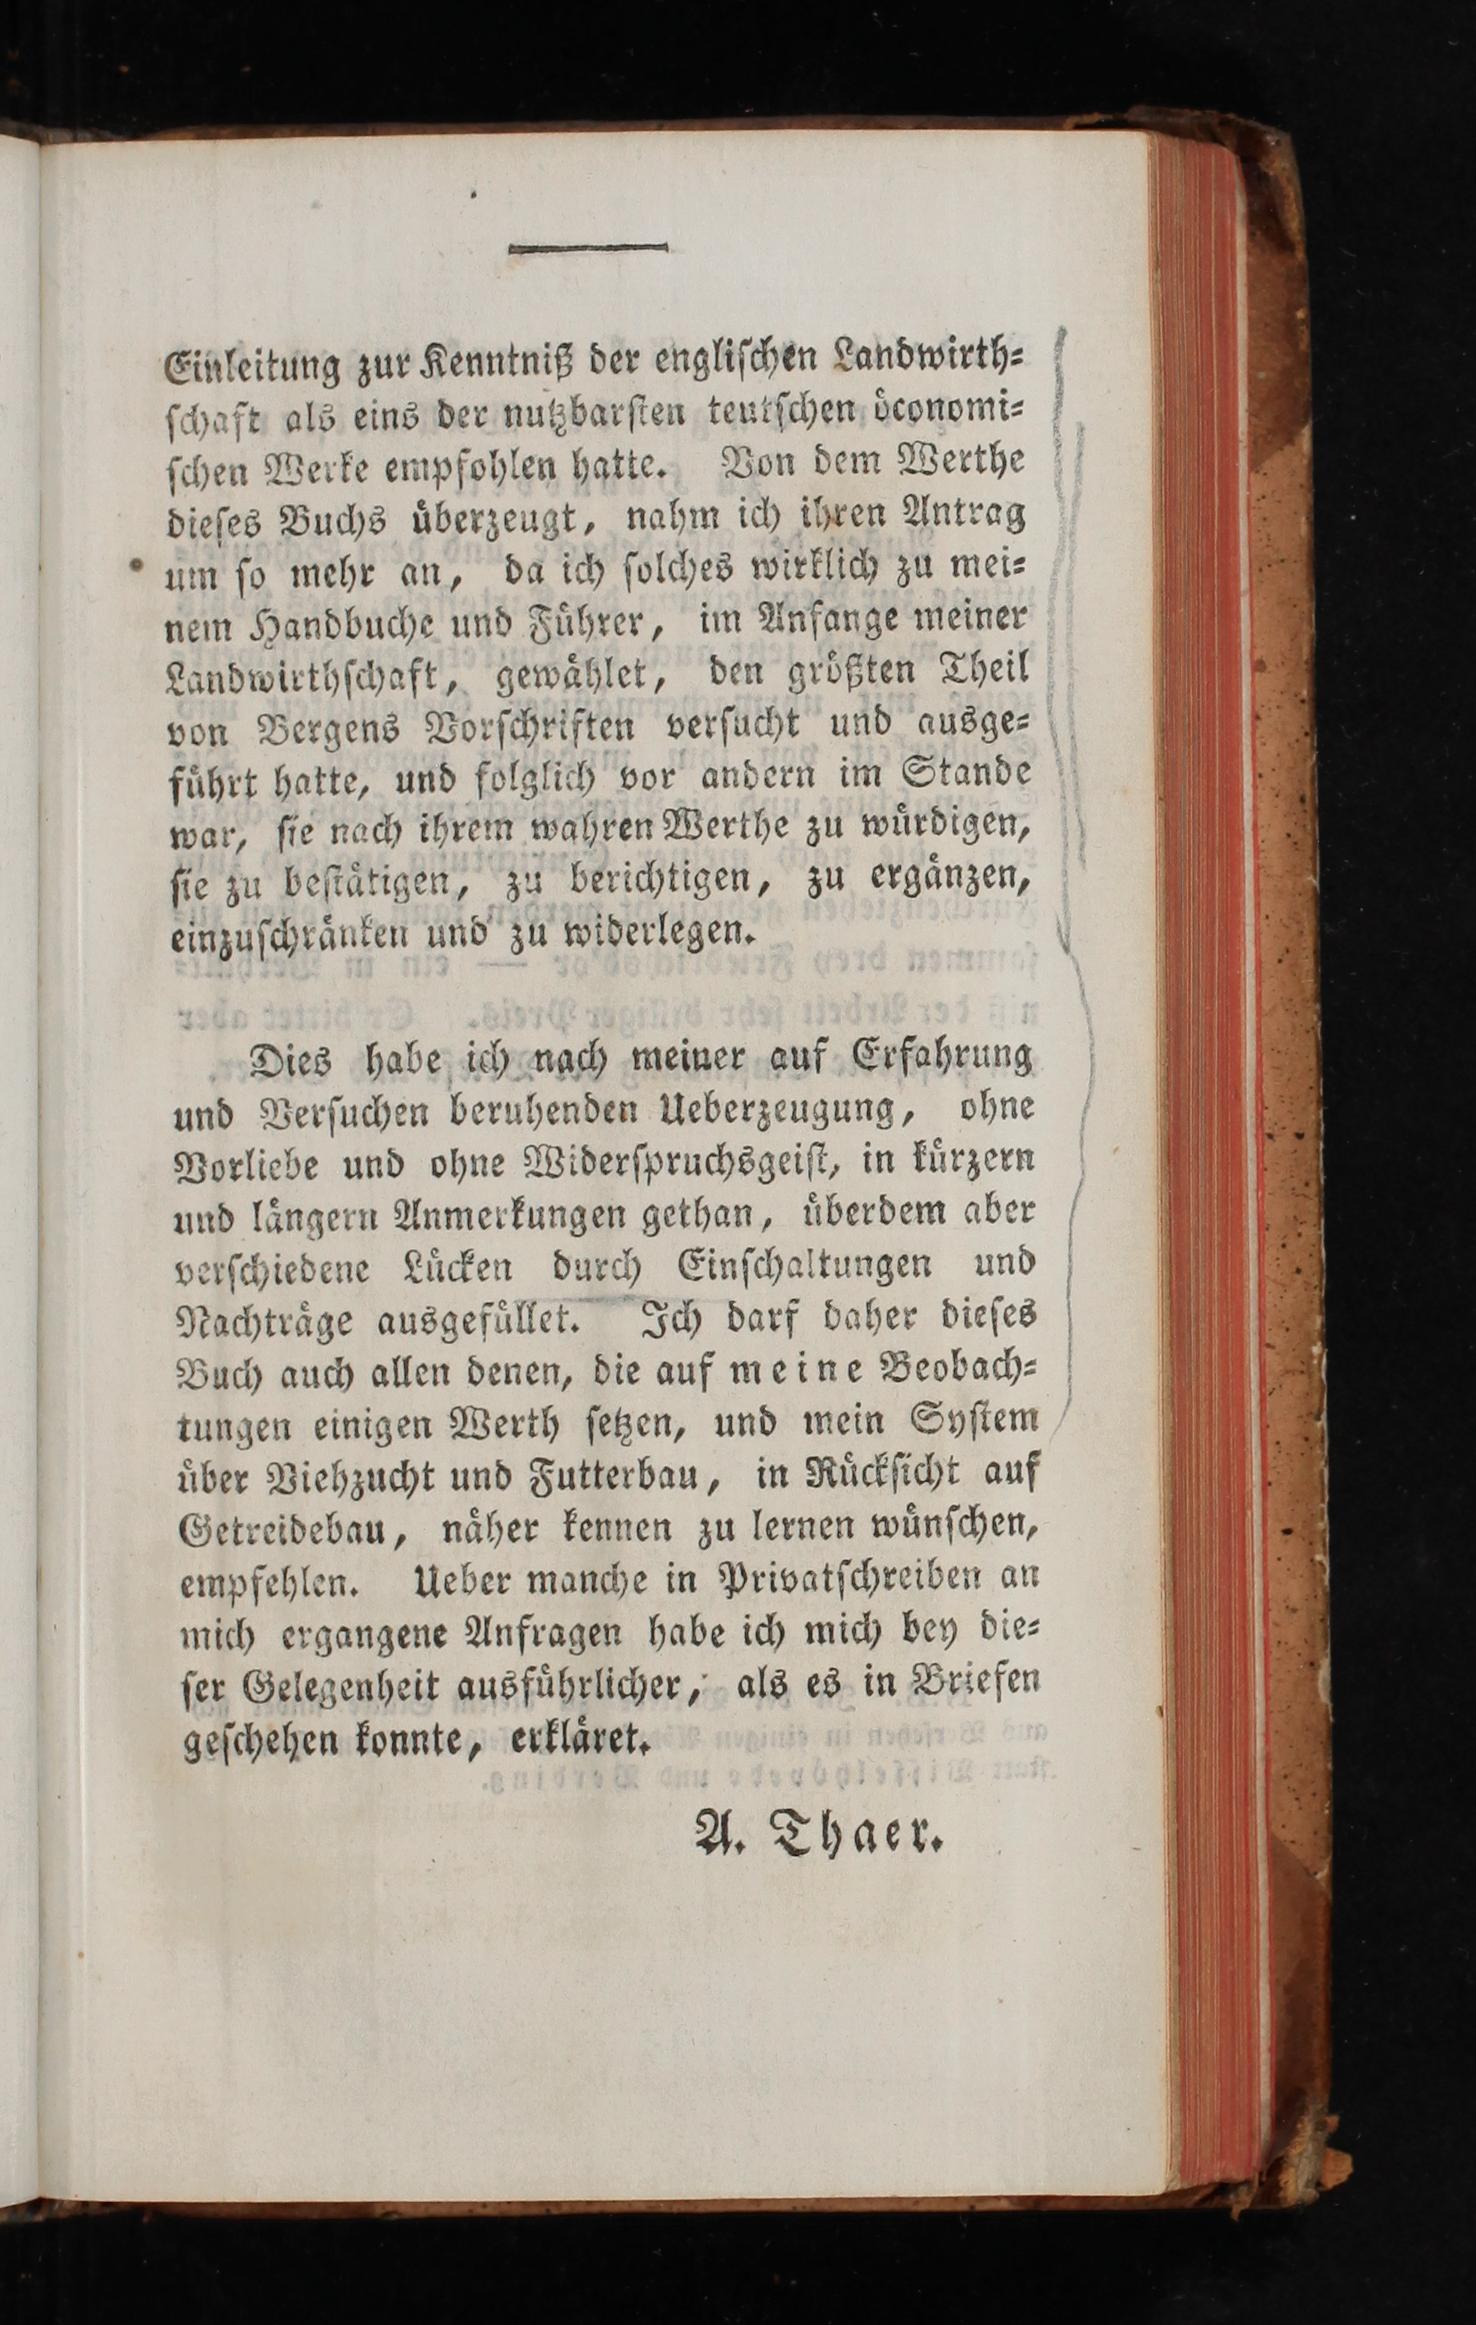 Einleitung zur Kenntniß der englischen Landwirth-
schaft als eins der nutzbarsten teutschen öconomi-
schen Werke empfohlen hatte. Von dem Werthe
dieses Buchs überzeugt, nahm ich ihren Antrag
um so mehr an, da ich solches wirklich zu mei-
nem Handbuche und Führer, im Anfange meiner
Landwirthschaft, gewählet, den größten Theil
von Bergens Vorschriften versucht und ausge-
führt hatte, und folglich vor andern im Stande
war, sie nach ihrem wahren Werthe zu würdigen,
sie zu bestätigen, zu berichtigen, zu ergänzen,
einzuschränken und zu widerlegen.
Dies habe ich nach meiner auf Erfahrung
und Versuchen beruhenden Ueberzeugung, ohne
Vorliebe und ohne Widerspruchsgeist, in kürzern
und längern Anmerkungen gethan, überdem aber
verschiedene Lücken durch Einschaltungen und
Nachträge ausgefüllet. Ich darf daher dieses
Buch auch allen denen, die auf meine Beobach-
tungen einigen Werth setzen, und mein System
über Viehzucht und Futterbau, in Rücksicht auf
Getreidebau, näher kennen zu lernen wünschen,
empfehlen. Ueber manche in Privatschreiben an
mich ergangene Anfragen habe ich mich bey die-
ser Gelegenheit ausführlicher, als es in Briefen
geschehen konnte, erkläret.
A. Thaer.